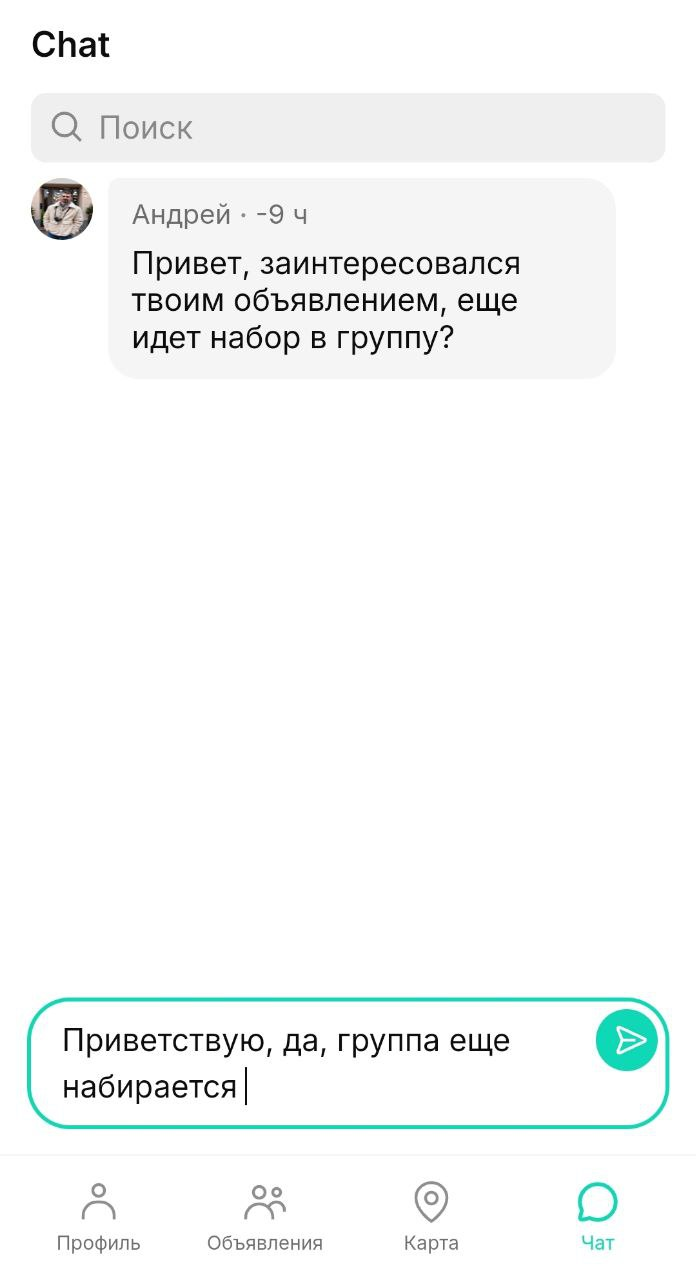 Chat
Поиск
Андрей · -9 ч
Привет, заинтересовался
твоим объявлением, еще
идет набор в группу?
Приветствую, да, группа еще
набирается
Профиль
Объявления
Карта
Чат